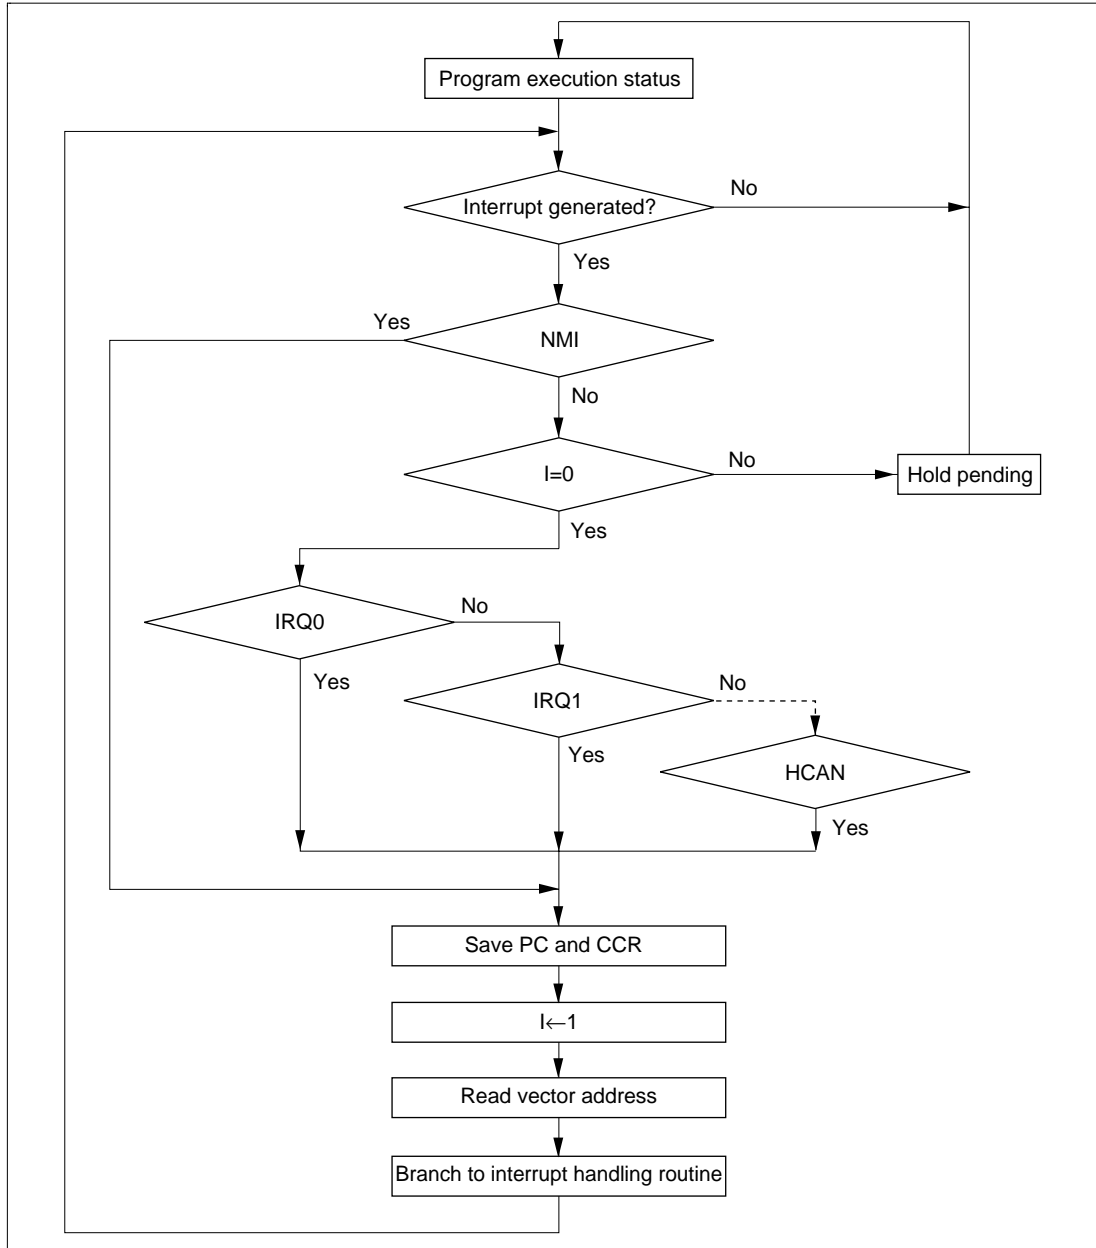 Program execution status
No
Interrupt generated?
Yes
Yes
NMI
No
No
I=0
Hold pending
Yes
No
IRQ0
Yes
No
IRQ1
Yes
HCAN
Yes
Save PC and CCR
I←1
Read vector address
Branch to interrupt handling routine